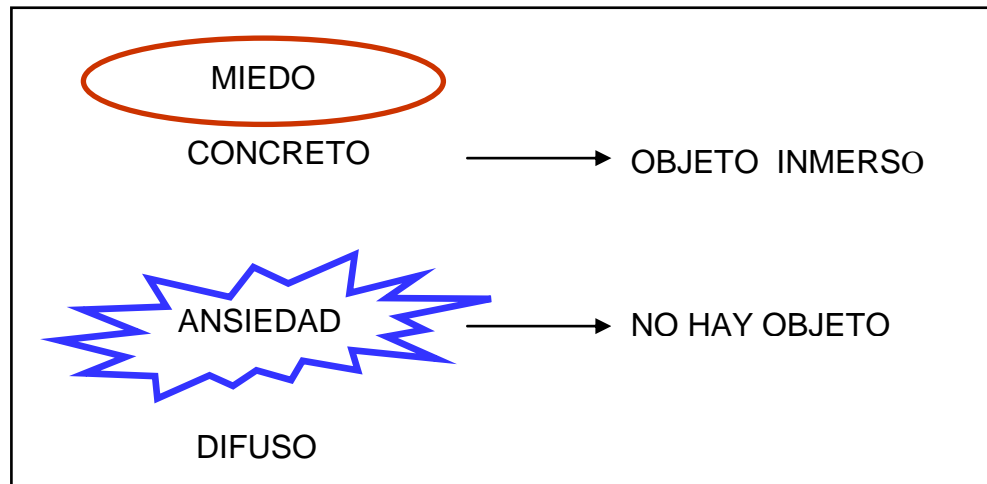 MIEDO
CONCRETO
OBJETO INMERSO
ANSIEDAD
NO HAY OBJETO
DIFUSO